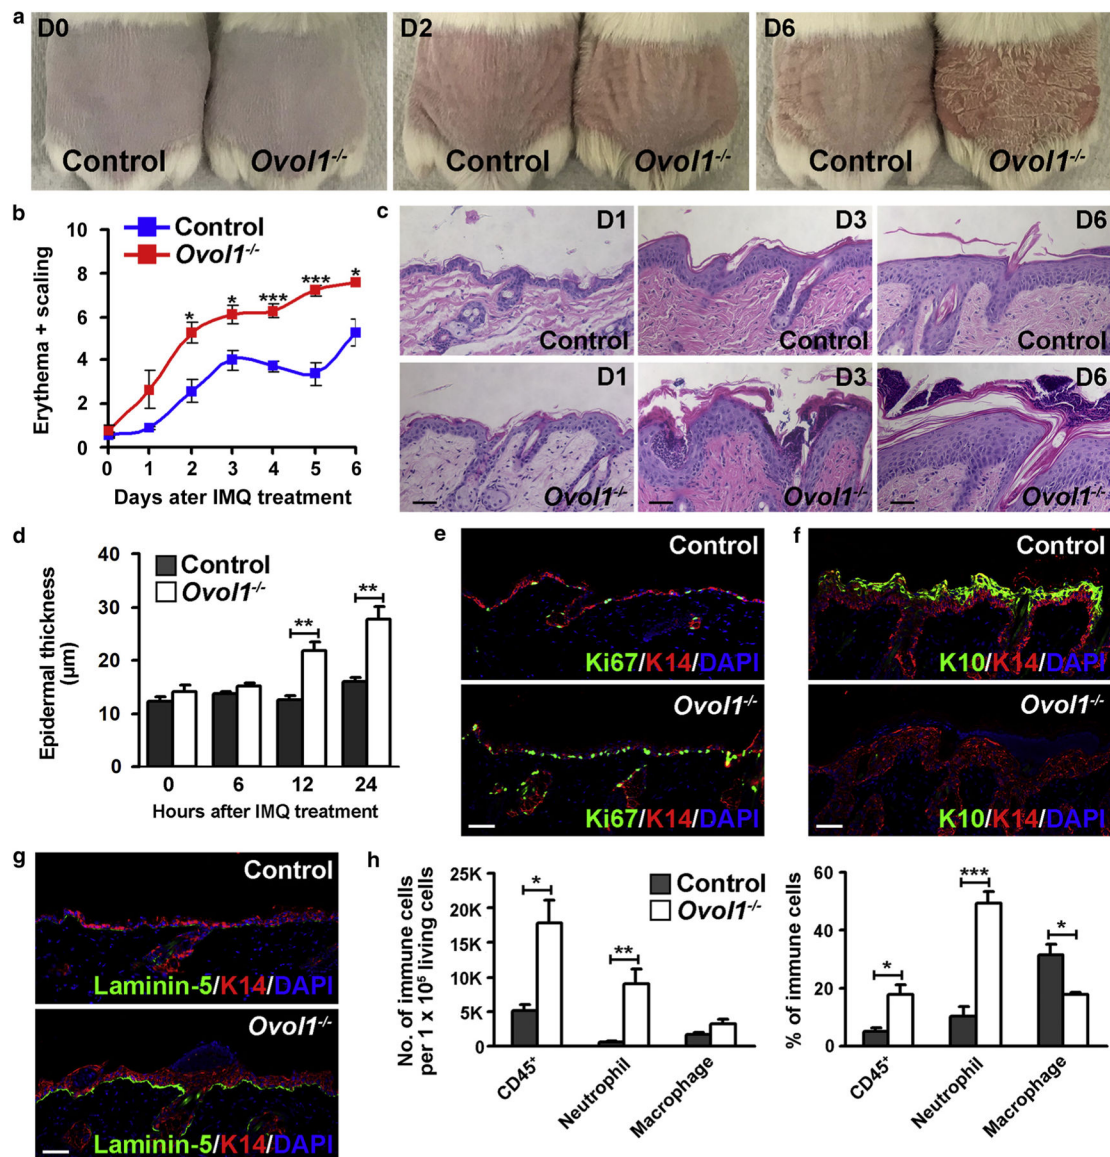 a
D0
D2
D6
Control
Ovol1-/-
Control
Ovol1-/-
Control
Ovol1-/-
b
Control
Ovol1-/-
Erythema + scaling
10
8
6
4
2
0
*
*
***
***
*
0 1 2 3 4 5 6
Days ater IMQ treatment
c
D1
Control
D3
Control
D6
Control
D1
Ovol1-/-
D3
Ovol1-/-
D6
Ovol1-/-
d
Control
Ovol1-/-
Epidermal thickness
(μm)
40
30
20
10
0
**
**
0 6 12 24
Hours after IMQ treatment
e
Control
Ki67/K14/DAPI
Ovol1-/-
Ki67/K14/DAPI
f
Control
K10/K14/DAPI
Ovol1-/-
K10/K14/DAPI
g
Control
Laminin-5/K14/DAPI
Ovol1-/-
Laminin-5/K14/DAPI
h
Control
Ovol1-/-
No. of immune cells
per 1 x 10⁵ living cells
25K
20K
15K
10K
5K
0
*
**
CD45+
Neutrophil
Macrophage
% of immune cells
60
40
20
0
*
***
*
CD45+
Neutrophil
Macrophage